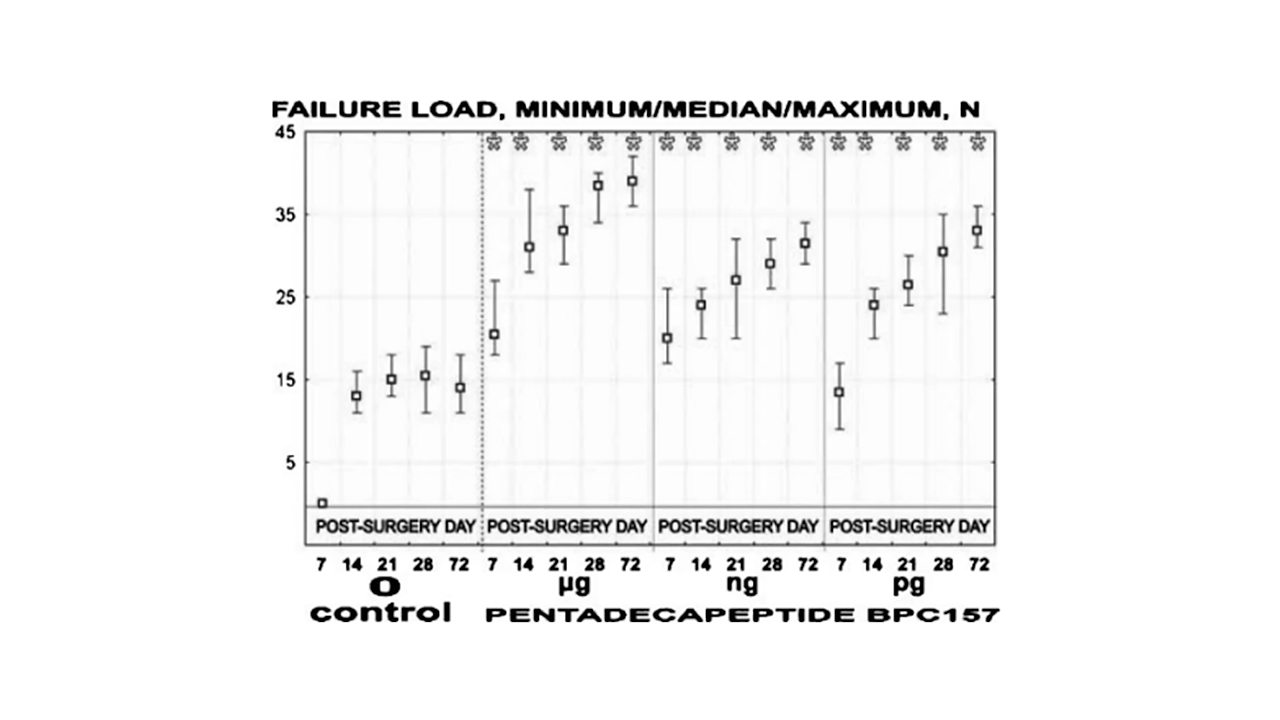 FAILURE LOAD, MINIMUM/MEDIAN/MAXIMUM, N
45
35
25
15
5
POST-SURGERY DAY POST-SURGERY DAY POST-SURGERY DAY POST-SURGERY DAY
7 14 21 28 72 7 14 21 28 72 7 14 21 28 72 7 14 21 28 72
O µg ng pg
control PENTADECAPEPTIDE BPC157